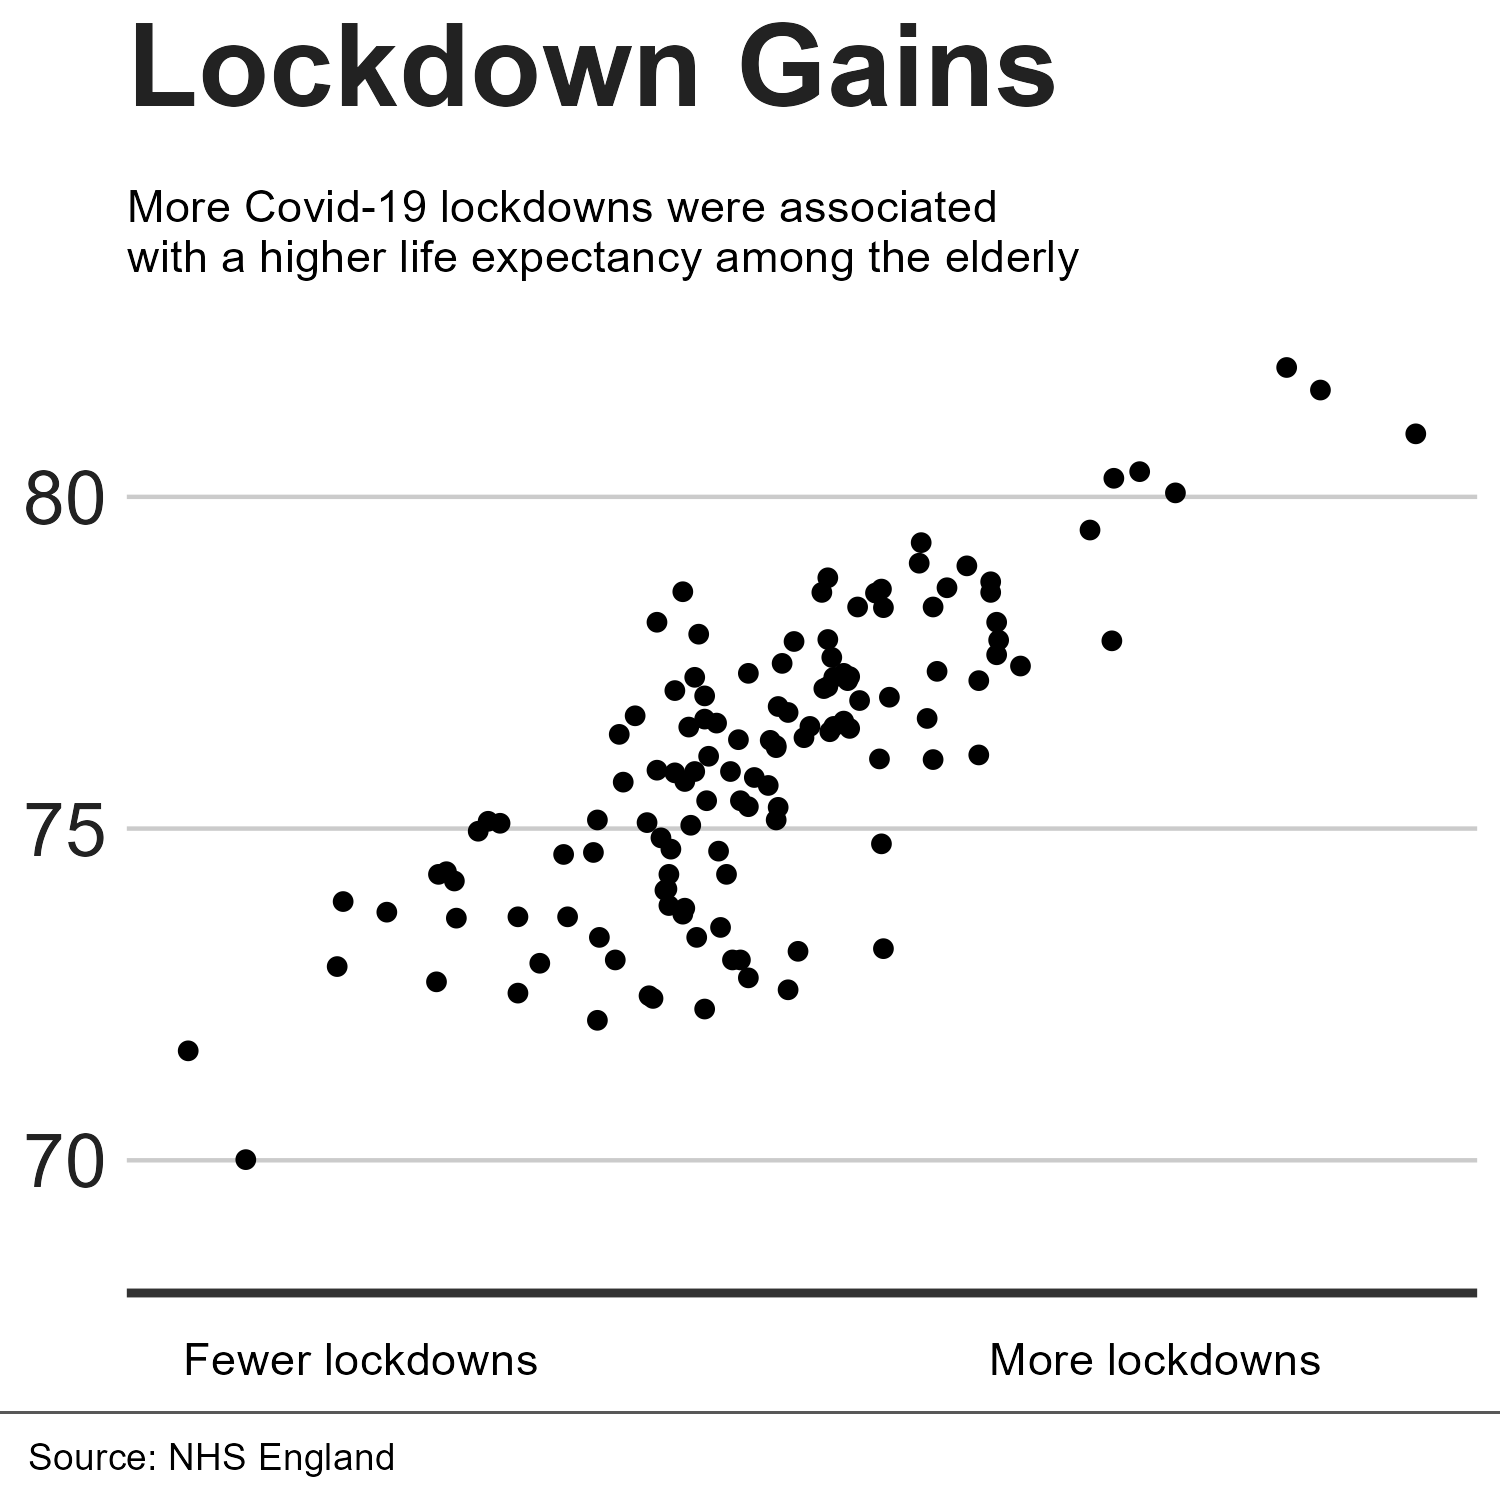 Lockdown Gains
More Covid-19 lockdowns were associated
with a higher life expectancy among the elderly
80
75
70
Fewer lockdowns
More lockdowns
Source: NHS England